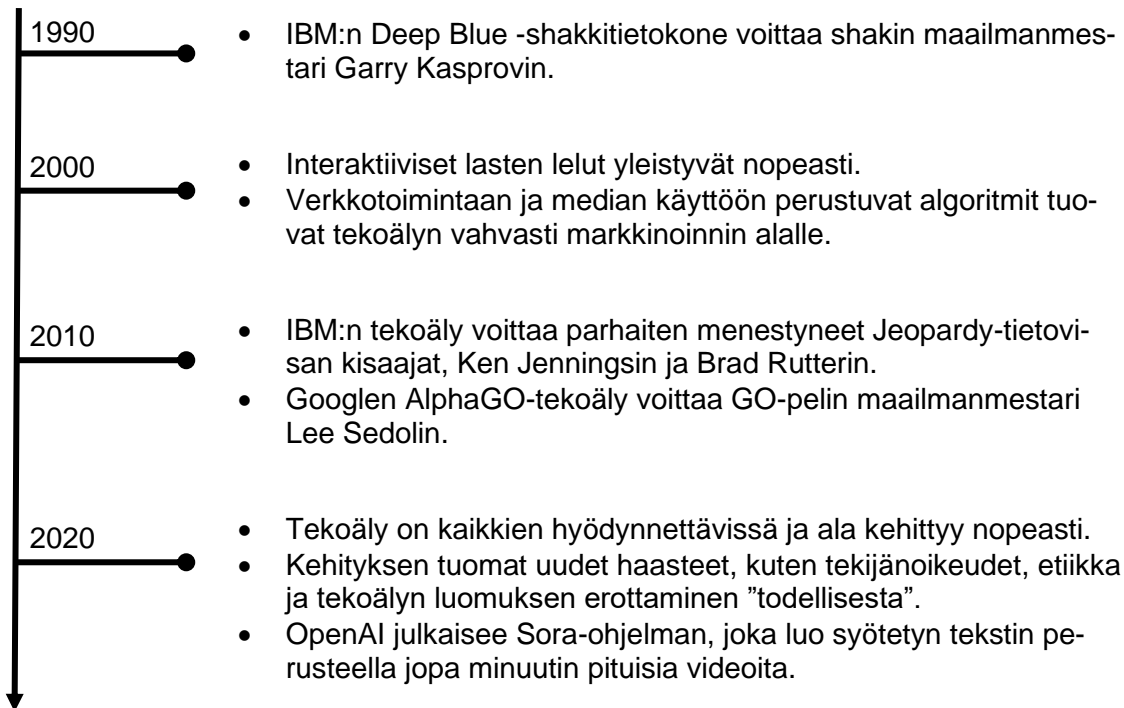 1990
• IBM:n Deep Blue -shakkitietokone voittaa shakin maailmanmes-
tari Garry Kasprovin.
2000
• Interaktiiviset lasten lelut yleistyvät nopeasti.
• Verkkotoimintaan ja median käyttöön perustuvat algoritmit tuo-
vat tekoälyn vahvasti markkinoinnin alalle.
2010
• IBM:n tekoäly voittaa parhaiten menestyneet Jeopardy-tietovi-
san kisaajat, Ken Jenningsin ja Brad Rutterin.
• Googlen AlphaGO-tekoäly voittaa GO-pelin maailmanmestari
Lee Sedolin.
2020
• Tekoäly on kaikkien hyödynnettävissä ja ala kehittyy nopeasti.
• Kehityksen tuomat uudet haasteet, kuten tekijänoikeudet, etiikka
ja tekoälyn luomuksen erottaminen ”todellisesta”.
• OpenAI julkaisee Sora-ohjelman, joka luo syötetyn tekstin pe-
rusteella jopa minuutin pituisia videoita.